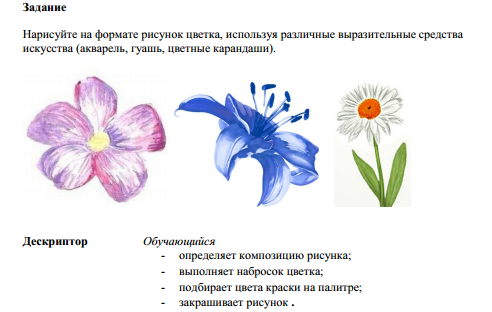 Задание
Нарисуйте на формате рисунок цветка, используя различные выразительные средства
искусства (акварель, гуашь, цветные карандаши).
Дескриптор Обучающийся
- определяет композицию рисунка;
- выполняет набросок цветка;
- подбирает цвета краски на палитре;
- закрашивает рисунок .